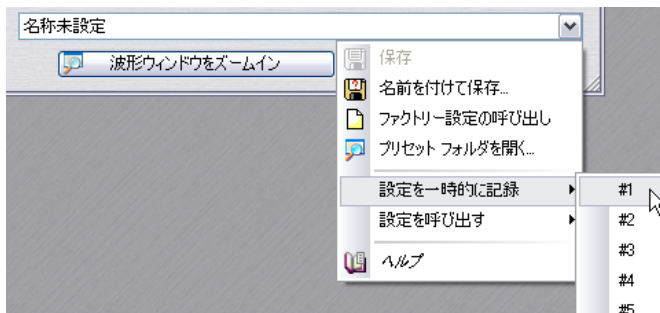 名称未設定
波形ウィンドウをズームイン
保存
名前を付けて保存...
ファクトリー設定の呼び出し
プリセット フォルダを開く...
設定を一時的に記録
#1
設定を呼び出す
#2
#3
ヘルプ
#4
#5